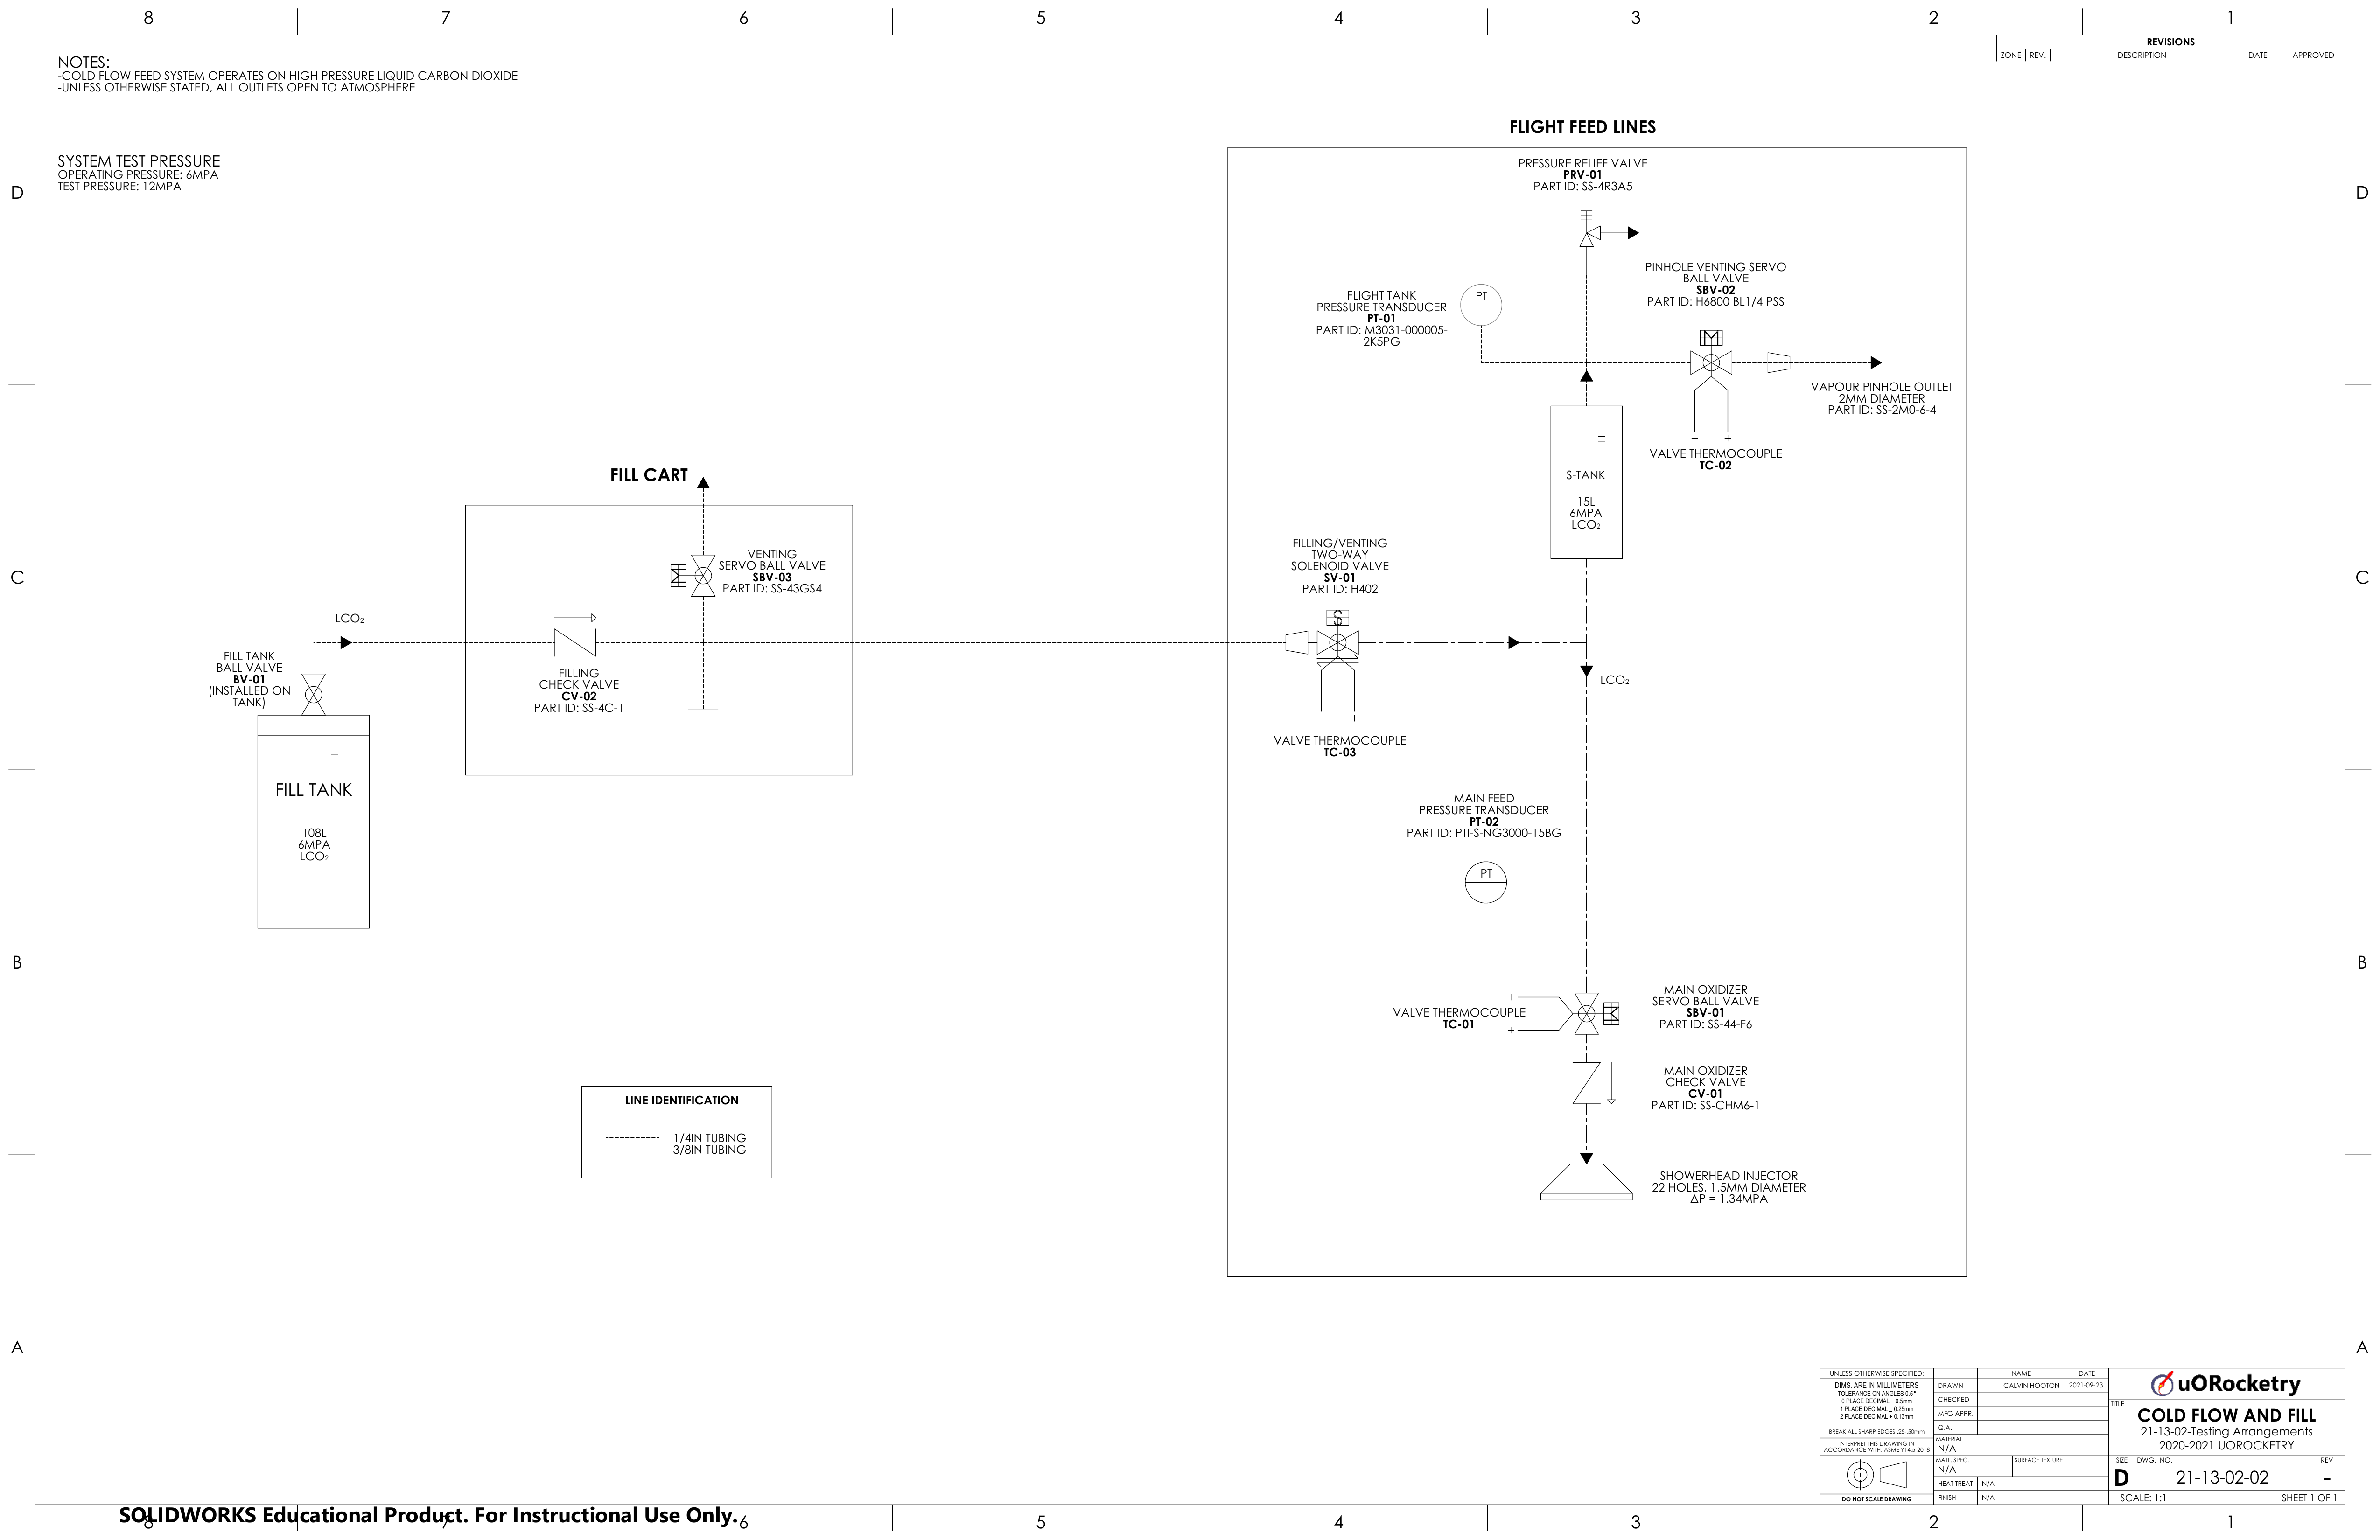 8 7 6 5 4 3 2 1
REVISIONS
ZONE REV. DESCRIPTION DATE APPROVED
NOTES:
-COLD FLOW FEED SYSTEM OPERATES ON HIGH PRESSURE LIQUID CARBON DIOXIDE
-UNLESS OTHERWISE STATED, ALL OUTLETS OPEN TO ATMOSPHERE
SYSTEM TEST PRESSURE
OPERATING PRESSURE: 6MPA
TEST PRESSURE: 12MPA
D
D
FLIGHT FEED LINES
PRESSURE RELIEF VALVE
PRV-01
PART ID: SS-4R3A5
PINHOLE VENTING SERVO
BALL VALVE
SBV-02
PART ID: H6800 BL1/4 PSS
FLIGHT TANK
PRESSURE TRANSDUCER
PT-01
PART ID: M3031-000005-
2K5PG
PT
M
VAPOUR PINHOLE OUTLET
2MM DIAMETER
PART ID: SS-2M0-6-4
− +
VALVE THERMOCOUPLE
TC-02
S-TANK
15L
6MPA
LCO₂
FILL CART
VENTING
SERVO BALL VALVE
SBV-03
PART ID: SS-43GS4
M
C
C
FILLING/VENTING
TWO-WAY
SOLENOID VALVE
SV-01
PART ID: H402
S
LCO₂
FILL TANK
BALL VALVE
BV-01
(INSTALLED ON
TANK)
FILLING
CHECK VALVE
CV-02
PART ID: SS-4C-1
LCO₂
− +
VALVE THERMOCOUPLE
TC-03
FILL TANK
108L
6MPA
LCO₂
MAIN FEED
PRESSURE TRANSDUCER
PT-02
PART ID: PTI-S-NG3000-15BG
PT
B
B
MAIN OXIDIZER
SERVO BALL VALVE
SBV-01
PART ID: SS-44-F6
M
−
VALVE THERMOCOUPLE
TC-01
+
MAIN OXIDIZER
CHECK VALVE
CV-01
PART ID: SS-CHM6-1
LINE IDENTIFICATION
1/4IN TUBING
3/8IN TUBING
SHOWERHEAD INJECTOR
22 HOLES, 1.5MM DIAMETER
ΔP = 1.34MPA
A
A
UNLESS OTHERWISE SPECIFIED:
DIMS. ARE IN MILLIMETERS
TOLERANCE ON ANGLES 0.5°
0 PLACE DECIMAL ± 0.5mm
1 PLACE DECIMAL ± 0.25mm
2 PLACE DECIMAL ± 0.13mm
BREAK ALL SHARP EDGES .25-.50mm
INTERPRET THIS DRAWING IN
ACCORDANCE WITH: ASME Y14.5-2018
DO NOT SCALE DRAWING
NAME DATE
DRAWN CALVIN HOOTON 2021-09-23
CHECKED
MFG APPR.
Q.A.
MATERIAL
N/A
MATL. SPEC. SURFACE TEXTURE
N/A
HEAT TREAT N/A
FINISH N/A
uORocketry
TITLE
COLD FLOW AND FILL
21-13-02-Testing Arrangements
2020-2021 UOROCKETRY
SIZE DWG. NO. REV
D 21-13-02-02 -
SCALE: 1:1 SHEET 1 OF 1
SOLIDWORKS Educational Product. For Instructional Use Only.
8 7 6 5 4 3 2 1